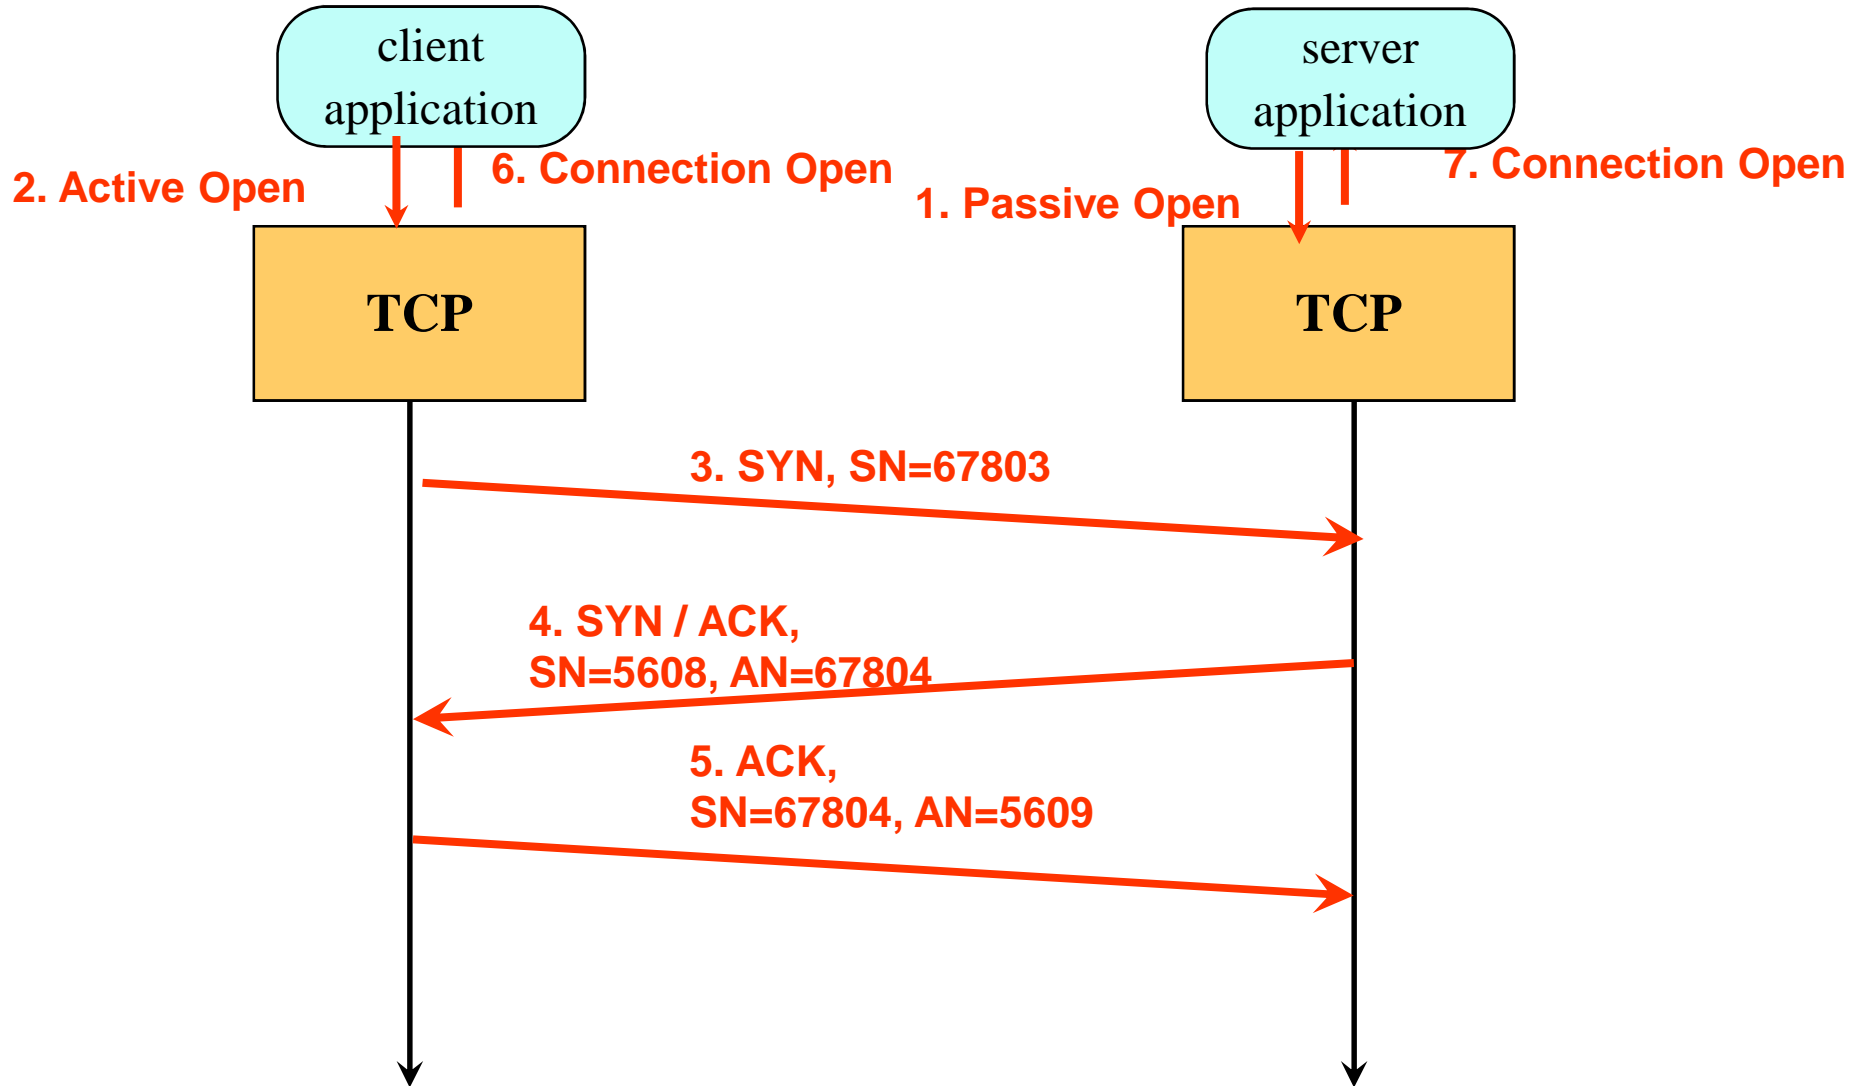 client
application
server
application
2. Active Open
6. Connection Open
1. Passive Open
7. Connection Open
TCP
TCP
3. SYN, SN=67803
4. SYN / ACK,
SN=5608, AN=67804
5. ACK,
SN=67804, AN=5609